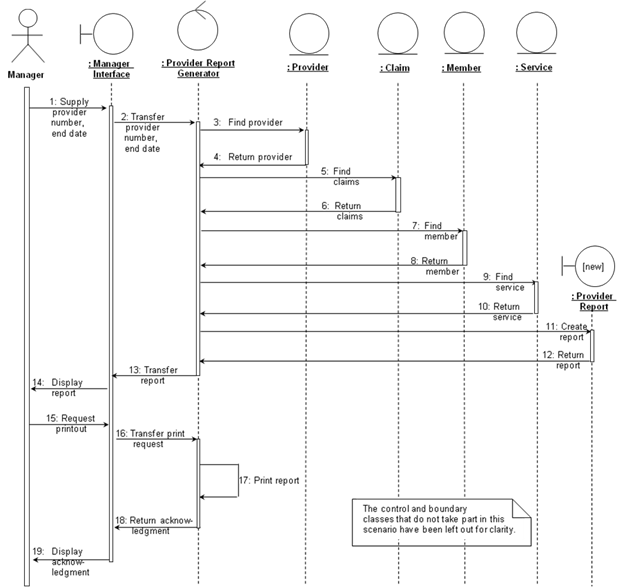 Manager
: Manager
Interface
: Provider Report
Generator
: Provider
: Claim
: Member
: Service
1: Supply
provider
number,
end date
2: Transfer
provider
number,
end date
3: Find provider
4: Return provider
5: Find
claims
6: Return
claims
7: Find
member
8: Return
member
[new]
: Provider
Report
9: Find
service
10: Return
service
11: Create
report
12: Return
report
13: Transfer
report
14: Display
report
15: Request
printout
16: Transfer print
request
17: Print report
18: Return acknow-
ledgment
19: Display
acknow-
ledgment
The control and boundary
classes that do not take part in this
scenario have been left out for clarity.